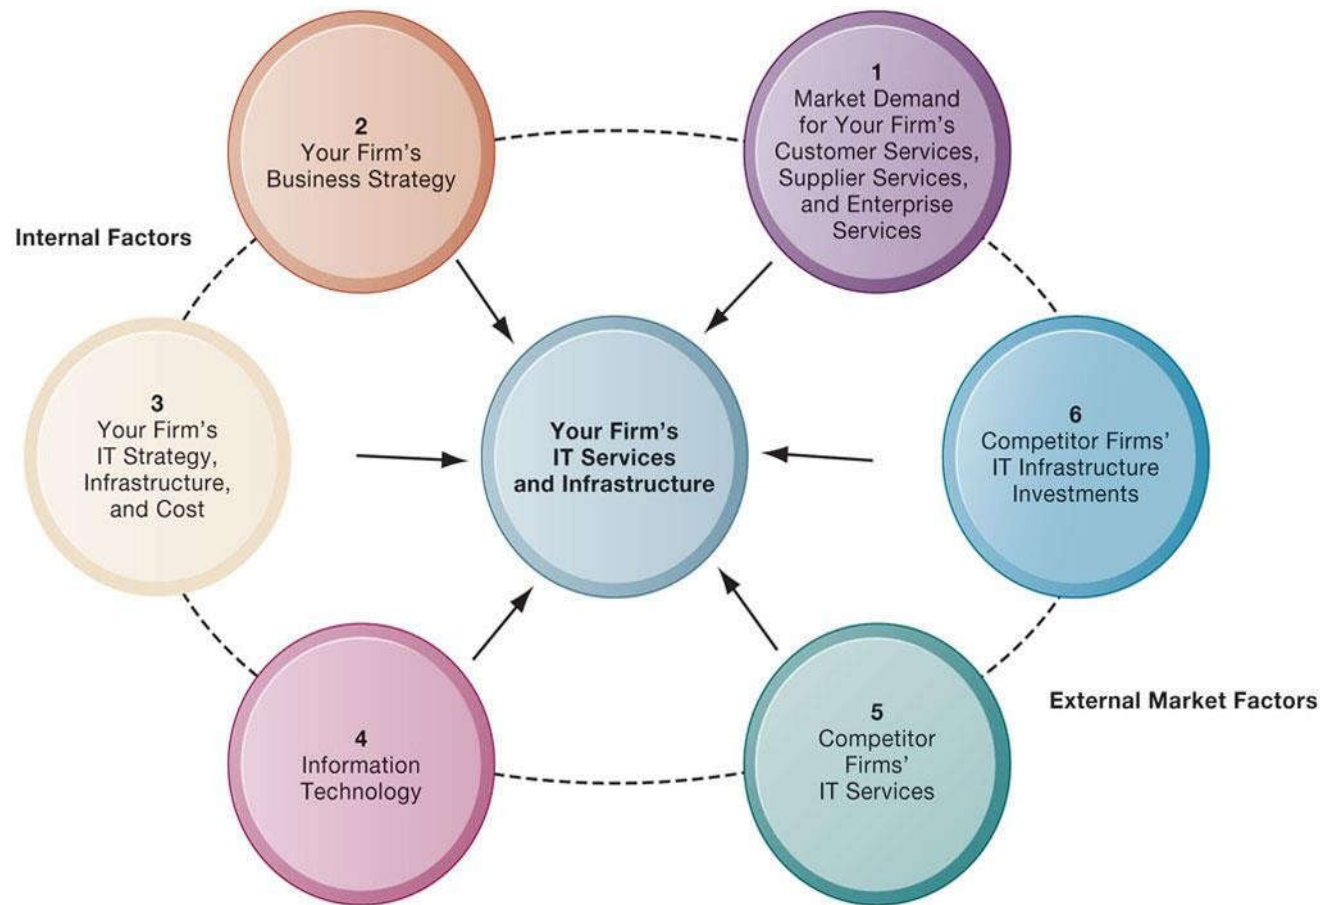 1
Market Demand
for Your Firm's
Customer Services,
Supplier Services,
and Enterprise
Services
2
Your Firm's
Business Strategy
Internal Factors
3
Your Firm's
IT Strategy,
Infrastructure,
and Cost
Your Firm's
IT Services
and Infrastructure
6
Competitor Firms'
IT Infrastructure
Investments
4
Information
Technology
5
Competitor
Firms'
IT Services
External Market Factors